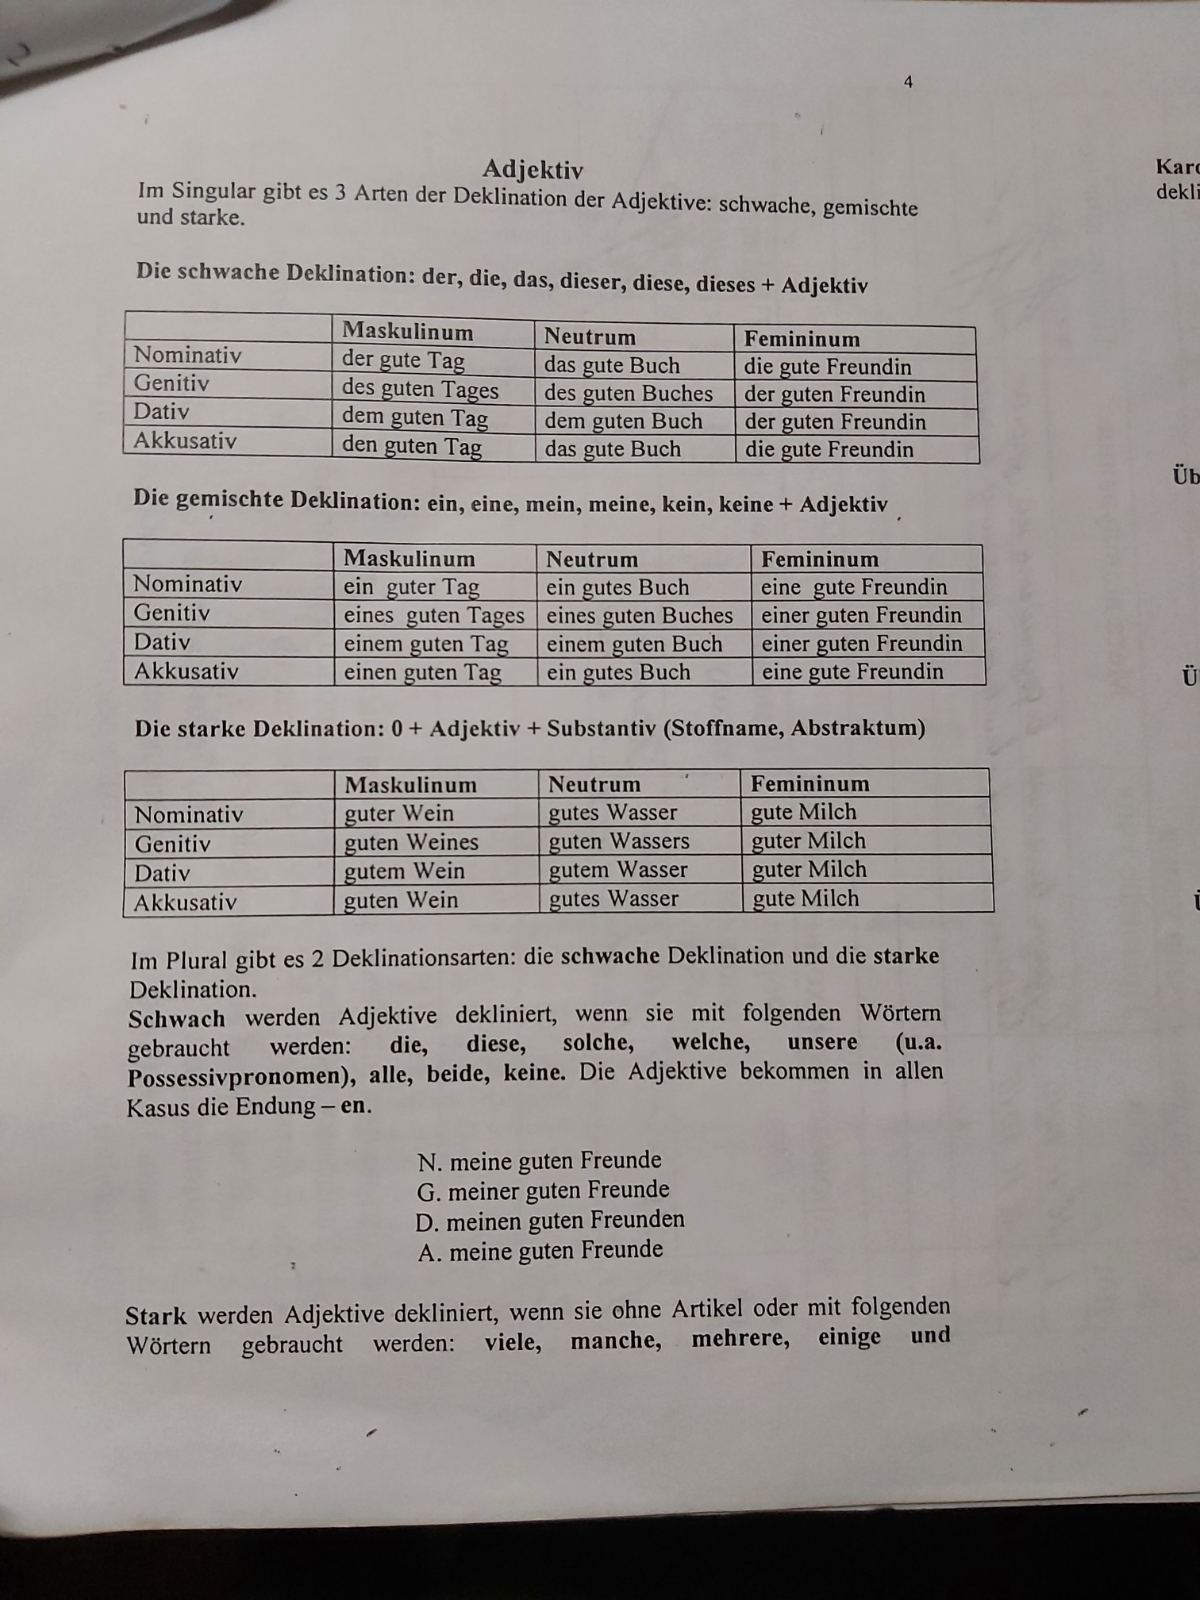 4
Adjektiv
Im Singular gibt es 3 Arten der Deklination der Adjektive: schwache, gemischte
und starke.
Die schwache Deklination: der, die, das, dieser, diese, dieses + Adjektiv
Maskulinum Neutrum Femininum
Nominativ der gute Tag das gute Buch die gute Freundin
Genitiv des guten Tages des guten Buches der guten Freundin
Dativ dem guten Tag dem guten Buch der guten Freundin
Akkusativ den guten Tag das gute Buch die gute Freundin
Die gemischte Deklination: ein, eine, mein, meine, kein, keine + Adjektiv
Maskulinum Neutrum Femininum
Nominativ ein guter Tag ein gutes Buch eine gute Freundin
Genitiv eines guten Tages eines guten Buches einer guten Freundin
Dativ einem guten Tag einem guten Buch einer guten Freundin
Akkusativ einen guten Tag ein gutes Buch eine gute Freundin
Die starke Deklination: 0 + Adjektiv + Substantiv (Stoffname, Abstraktum)
Maskulinum Neutrum Femininum
Nominativ guter Wein gutes Wasser gute Milch
Genitiv guten Weines guten Wassers guter Milch
Dativ gutem Wein gutem Wasser guter Milch
Akkusativ guten Wein gutes Wasser gute Milch
Im Plural gibt es 2 Deklinationsarten: die schwache Deklination und die starke
Deklination.
Schwach werden Adjektive dekliniert, wenn sie mit folgenden Wörtern
gebraucht werden: die, diese, solche, welche, unsere (u.a.
Possessivpronomen), alle, beide, keine. Die Adjektive bekommen in allen
Kasus die Endung – en.
N. meine guten Freunde
G. meiner guten Freunde
D. meinen guten Freunden
A. meine guten Freunde
Stark werden Adjektive dekliniert, wenn sie ohne Artikel oder mit folgenden
Wörtern gebraucht werden: viele, manche, mehrere, einige und